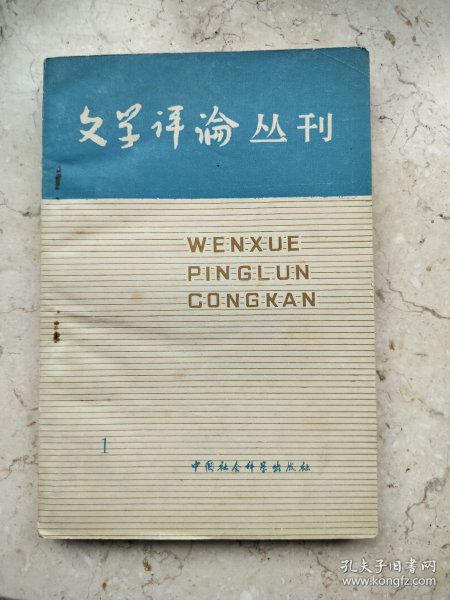 文学评论丛刊
WENXUE
PINGLUN
CONGKAN
1
中国社会科学出版社
孔夫子旧书网
www.kongfz.com